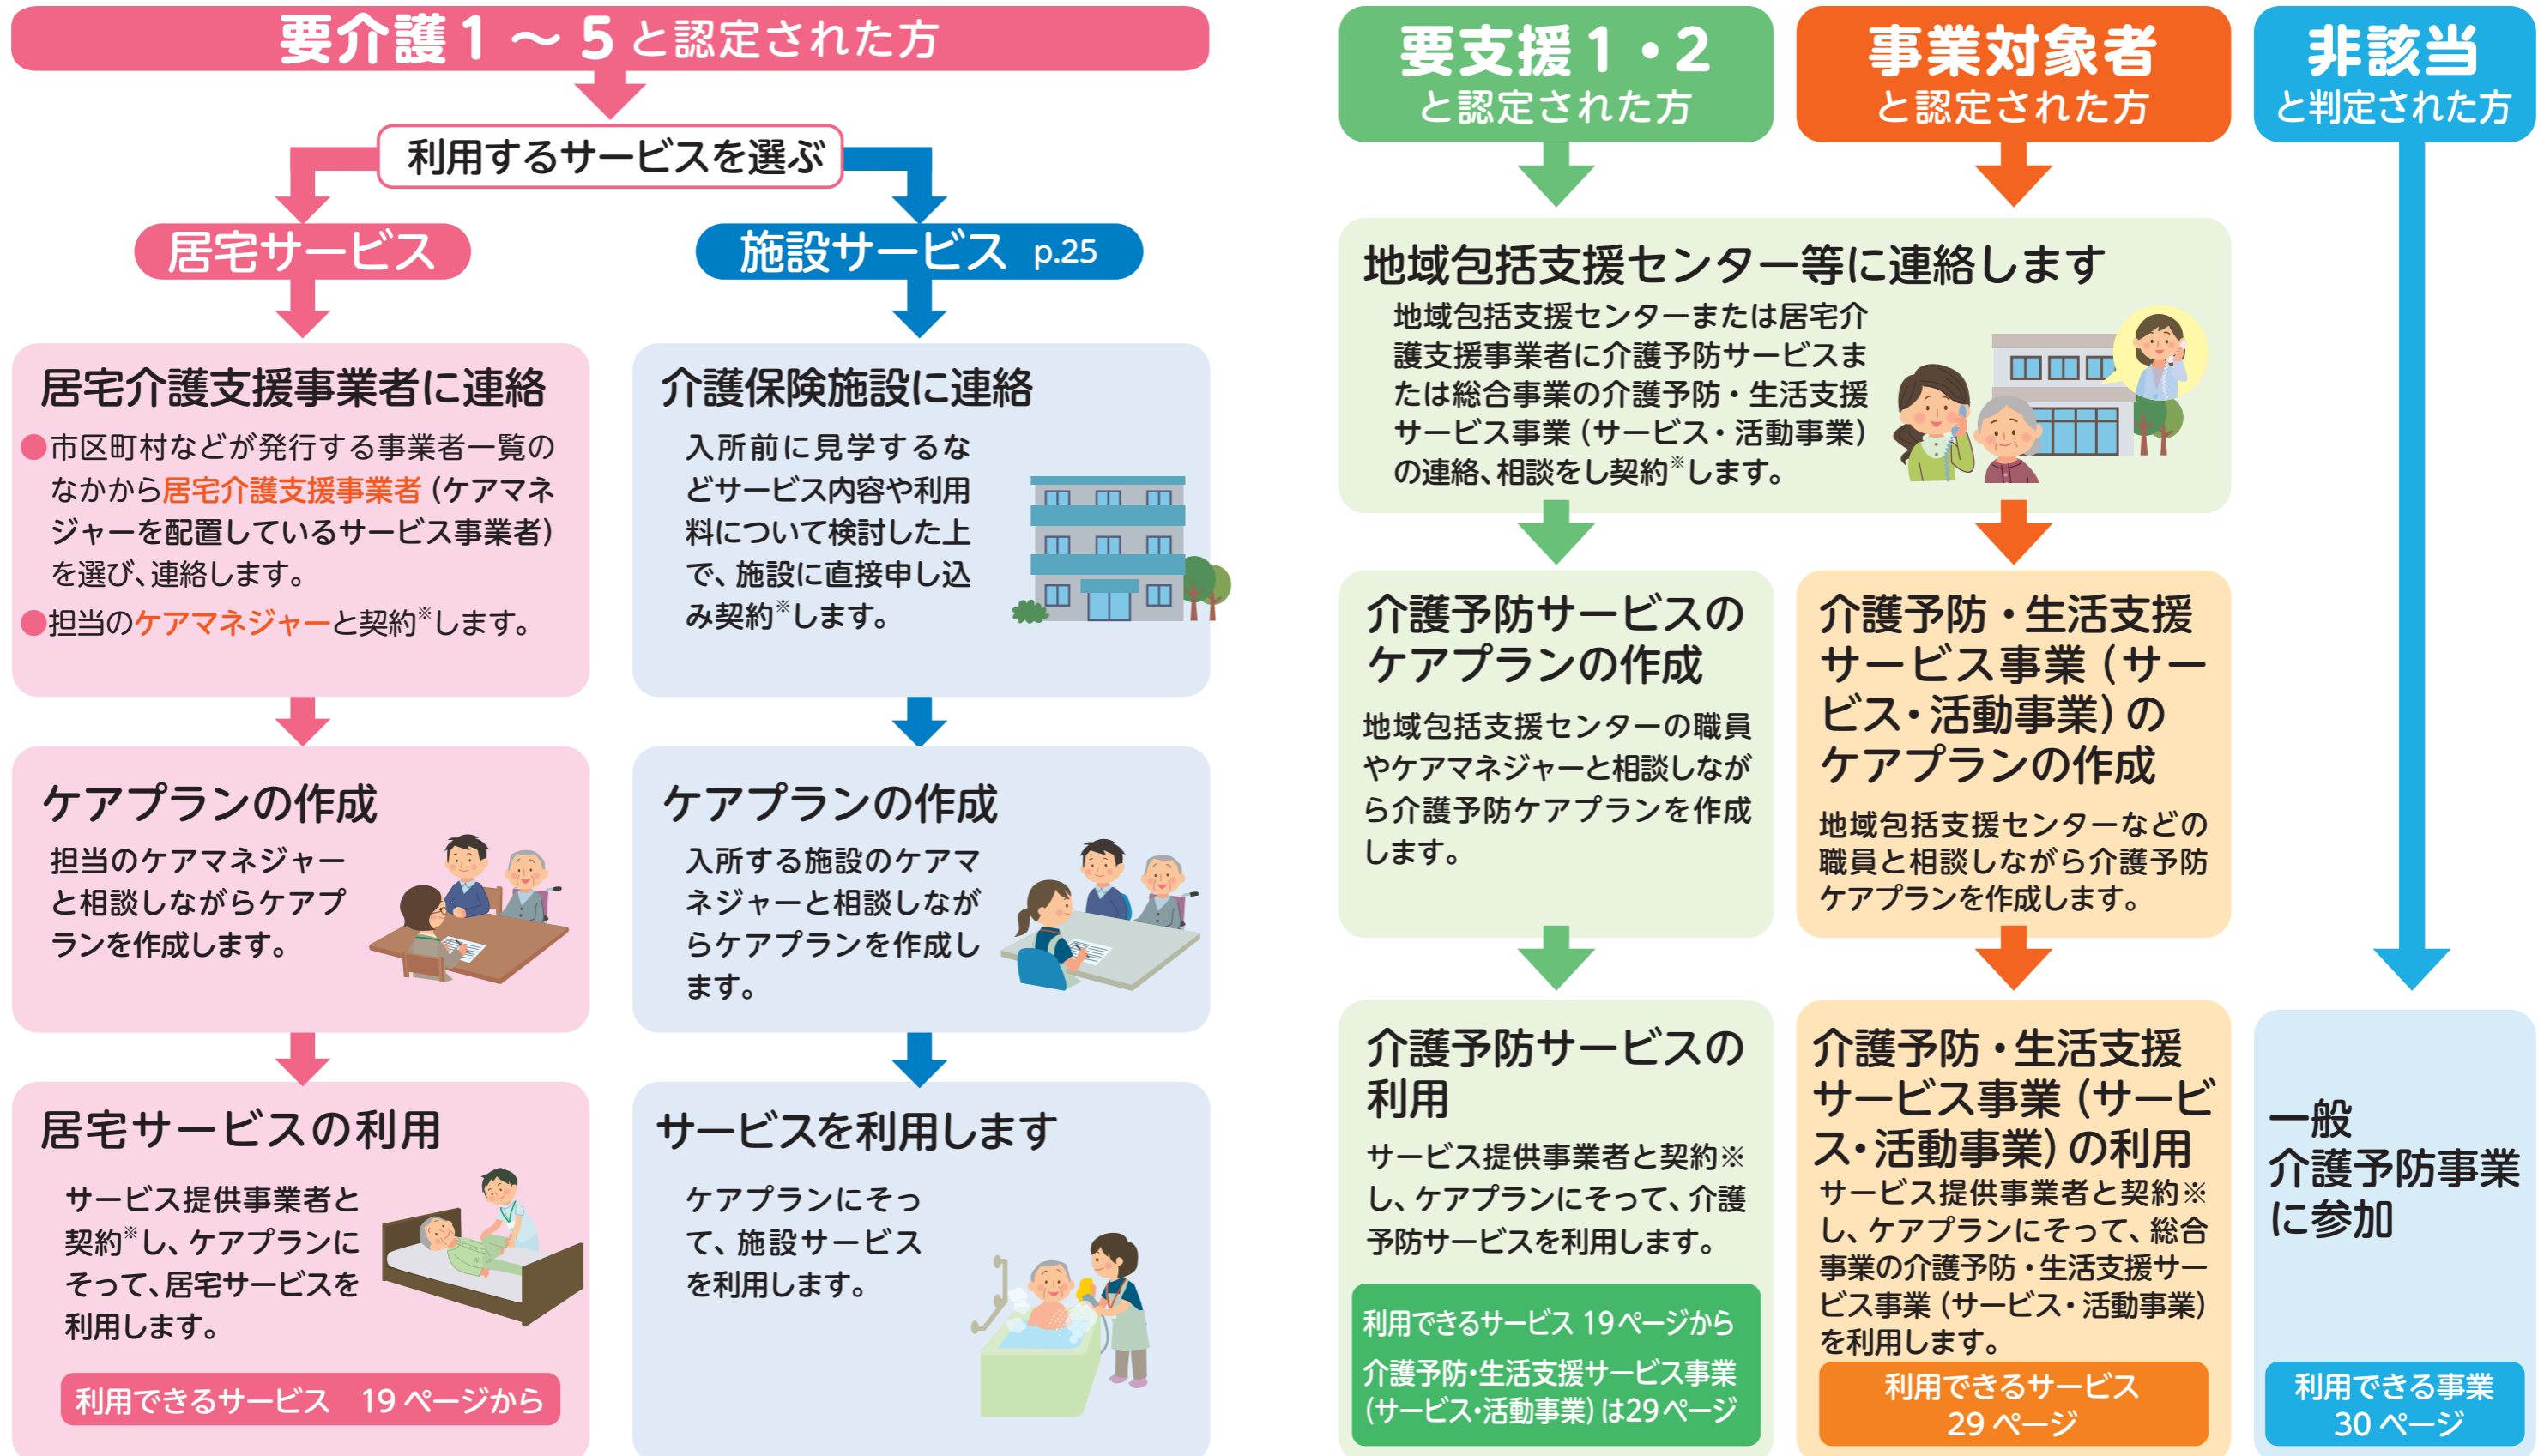 要介護1 ～ 5 と認定された方
利用するサービスを選ぶ
居宅サービス
居宅介護支援事業者に連絡
●市区町村などが発行する事業者一覧の
なかから居宅介護支援事業者（ケアマネ
ジャーを配置しているサービス事業者）
を選び、連絡します。
●担当のケアマネジャーと契約※します。
ケアプランの作成
担当のケアマネジャー
と相談しながらケアプ
ランを作成します。
居宅サービスの利用
サービス提供事業者と
契約※し、ケアプランに
そって、居宅サービスを
利用します。
利用できるサービス　19 ページから
施設サービス p.25
介護保険施設に連絡
入所前に見学するな
どサービス内容や利用
料について検討した上
で、施設に直接申し込
み契約※します。
ケアプランの作成
入所する施設のケアマ
ネジャーと相談しなが
らケアプランを作成し
ます。
サービスを利用します
ケアプランにそっ
て、施設サービス
を利用します。
要支援1・2
と認定された方
事業対象者
と認定された方
地域包括支援センター等に連絡します
地域包括支援センターまたは居宅介
護支援事業者に介護予防サービスま
たは総合事業の介護予防・生活支援
サービス事業（サービス・活動事業）
の連絡、相談をし契約※します。
介護予防サービスの
ケアプランの作成
地域包括支援センターの職員
やケアマネジャーと相談しなが
ら介護予防ケアプランを作成
します。
介護予防サービスの
利用
サービス提供事業者と契約※
し、ケアプランにそって、介護
予防サービスを利用します。
利用できるサービス 19ページから
介護予防・生活支援サービス事業
（サービス・活動事業）は29ページ
介護予防・生活支援
サービス事業（サー
ビス・活動事業）の
ケアプランの作成
地域包括支援センターなどの
職員と相談しながら介護予防
ケアプランを作成します。
介護予防・生活支援
サービス事業（サービ
ス・活動事業）の利用
サービス提供事業者と契約※
し、ケアプランにそって、総合
事業の介護予防・生活支援サー
ビス事業（サービス・活動事業）
を利用します。
利用できるサービス
29 ページ
非該当
と判定された方
一般
介護予防事業
に参加
利用できる事業
30 ページ